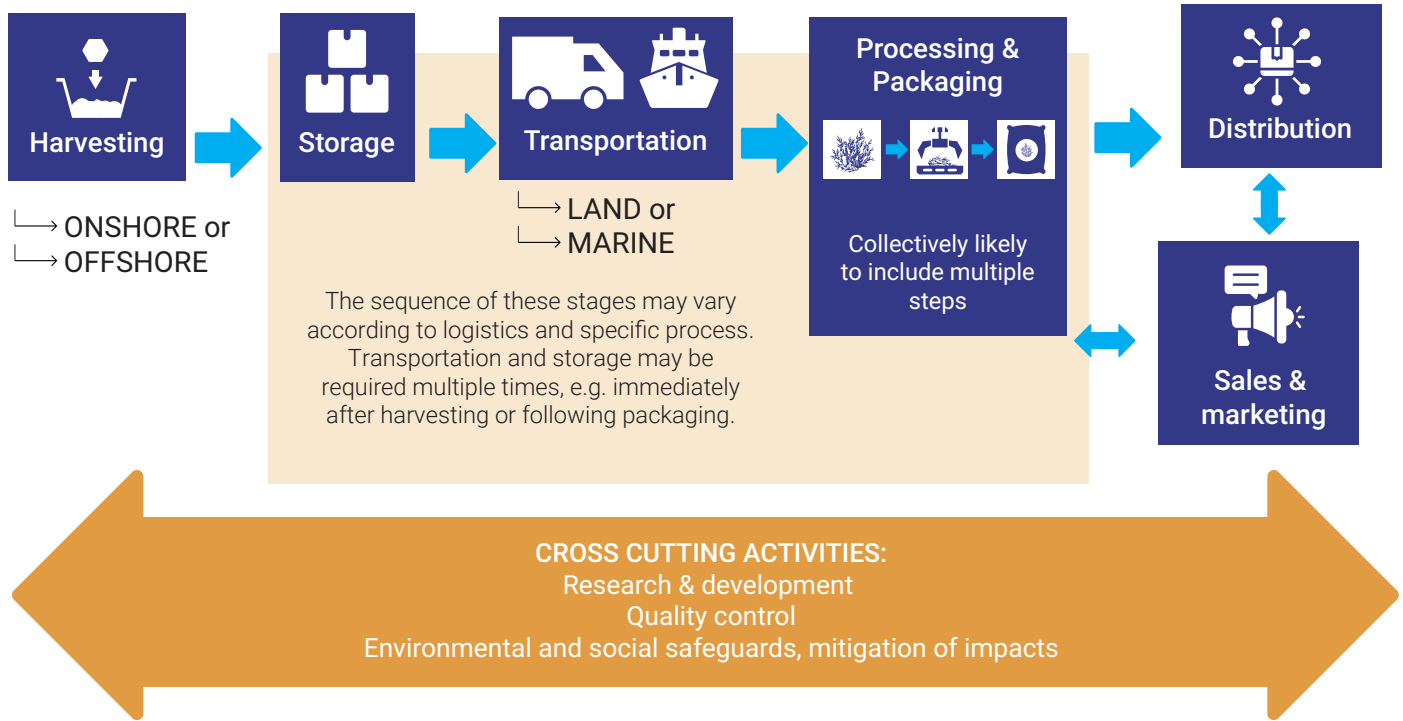 Harvesting
ONSHORE or
OFFSHORE
Storage
Transportation
LAND or
MARINE
The sequence of these stages may vary
according to logistics and specific process.
Transportation and storage may be
required multiple times, e.g. immediately
after harvesting or following packaging.
Processing &
Packaging
Collectively likely
to include multiple
steps
Distribution
Sales &
marketing
CROSS CUTTING ACTIVITIES:
Research & development
Quality control
Environmental and social safeguards, mitigation of impacts